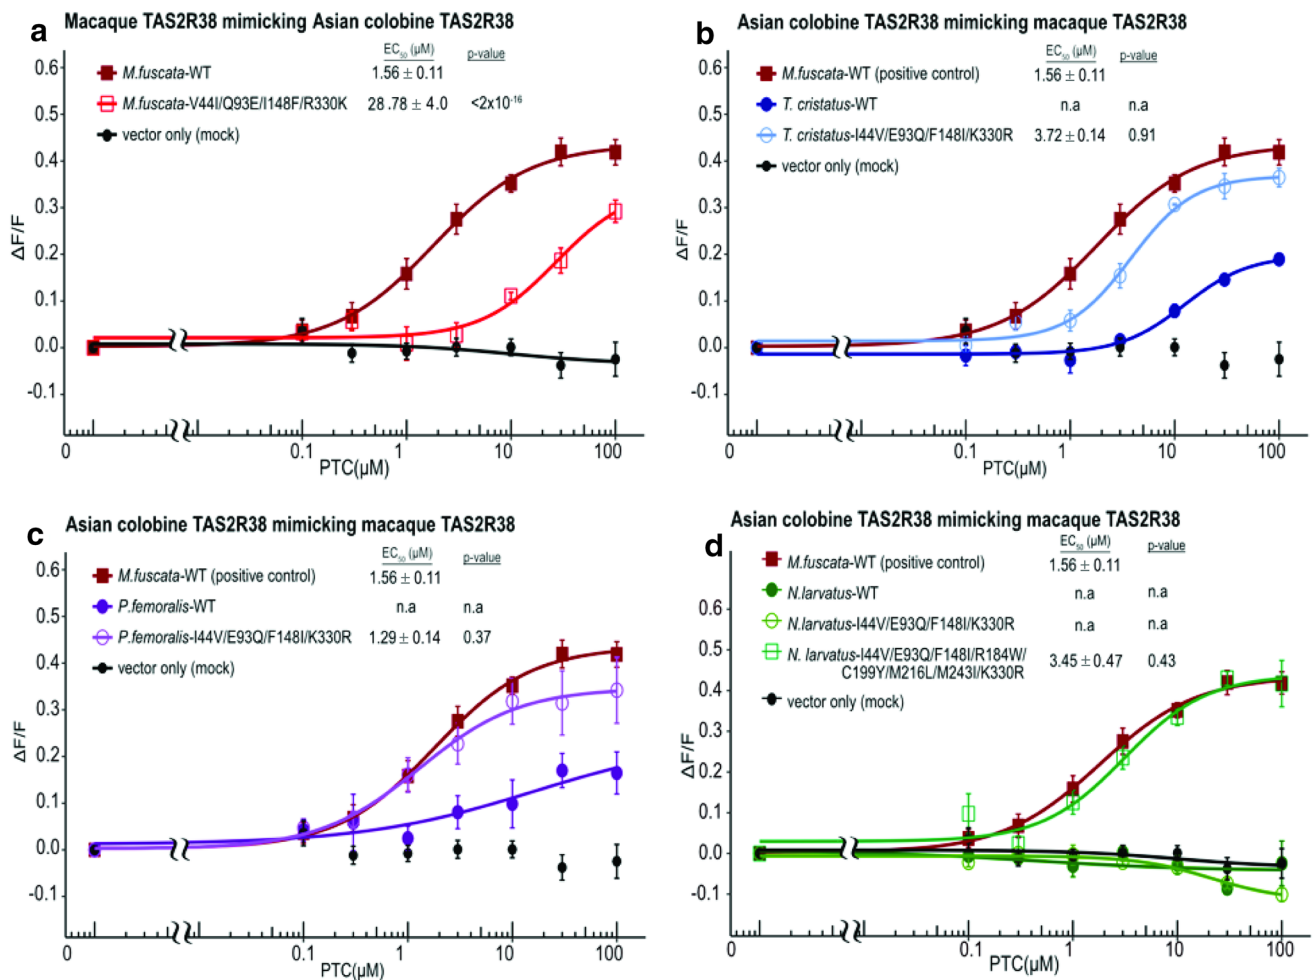 a
Macaque TAS2R38 mimicking Asian colobine TAS2R38
EC₅₀ (µM) p-value
M.fuscata-WT 1.56 ± 0.11
M.fuscata-V44I/Q93E/I148F/R330K 28.78 ± 4.0 <2x10⁻¹⁶
vector only (mock)
0.6
0.5
0.4
0.3
0.2
0.1
0.0
-0.1
ΔF/F
0 0.1 1 10 100
PTC(µM)
b
Asian colobine TAS2R38 mimicking macaque TAS2R38
EC₅₀ (µM) p-value
M.fuscata-WT (positive control) 1.56 ± 0.11
T. cristatus-WT n.a n.a
T. cristatus-I44V/E93Q/F148I/K330R 3.72 ± 0.14 0.91
vector only (mock)
0.6
0.5
0.4
0.3
0.2
0.1
0.0
-0.1
ΔF/F
0 0.1 1 10 100
PTC(µM)
c
Asian colobine TAS2R38 mimicking macaque TAS2R38
EC₅₀ (µM) p-value
M.fuscata-WT (positive control) 1.56 ± 0.11
P.femoralis-WT n.a n.a
P.femoralis-I44V/E93Q/F148I/K330R 1.29 ± 0.14 0.37
vector only (mock)
0.6
0.5
0.4
0.3
0.2
0.1
0.0
-0.1
ΔF/F
0 0.1 1 10 100
PTC(µM)
d
Asian colobine TAS2R38 mimicking macaque TAS2R38
EC₅₀ (µM) p-value
M.fuscata-WT (positive control) 1.56 ± 0.11
N.larvatus-WT n.a n.a
N.larvatus-I44V/E93Q/F148I/K330R n.a n.a
N. larvatus-I44V/E93Q/F148I/R184W/
C199Y/M216L/M243I/K330R 3.45 ± 0.47 0.43
vector only (mock)
0.6
0.5
0.4
0.3
0.2
0.1
0.0
-0.1
ΔF/F
0 0.1 1 10 100
PTC(µM)